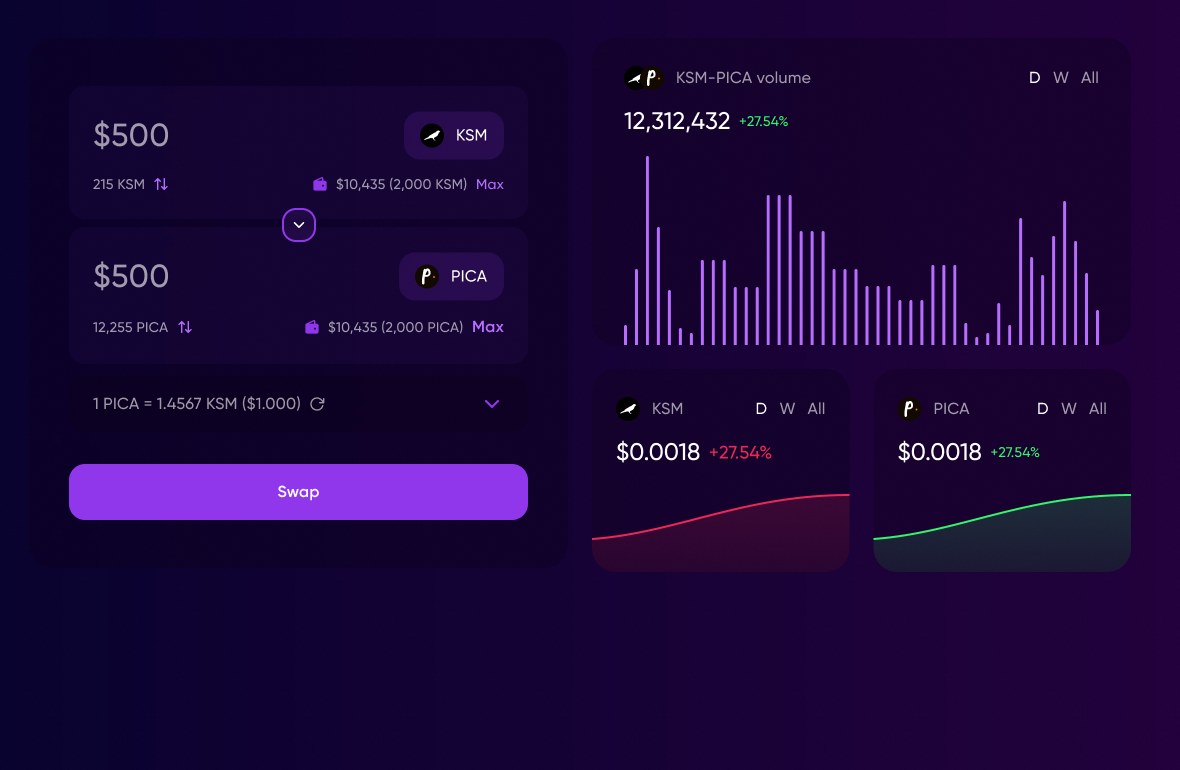 $500
KSM
215 KSM
$10,435 (2,000 KSM) Max
$500
PICA
12,255 PICA
$10,435 (2,000 PICA) Max
1 PICA = 1.4567 KSM ($1.000)
Swap
KSM-PICA volume
D W All
12,312,432 +27.54%
KSM
D W All
$0.0018 +27.54%
PICA
D W All
$0.0018 +27.54%